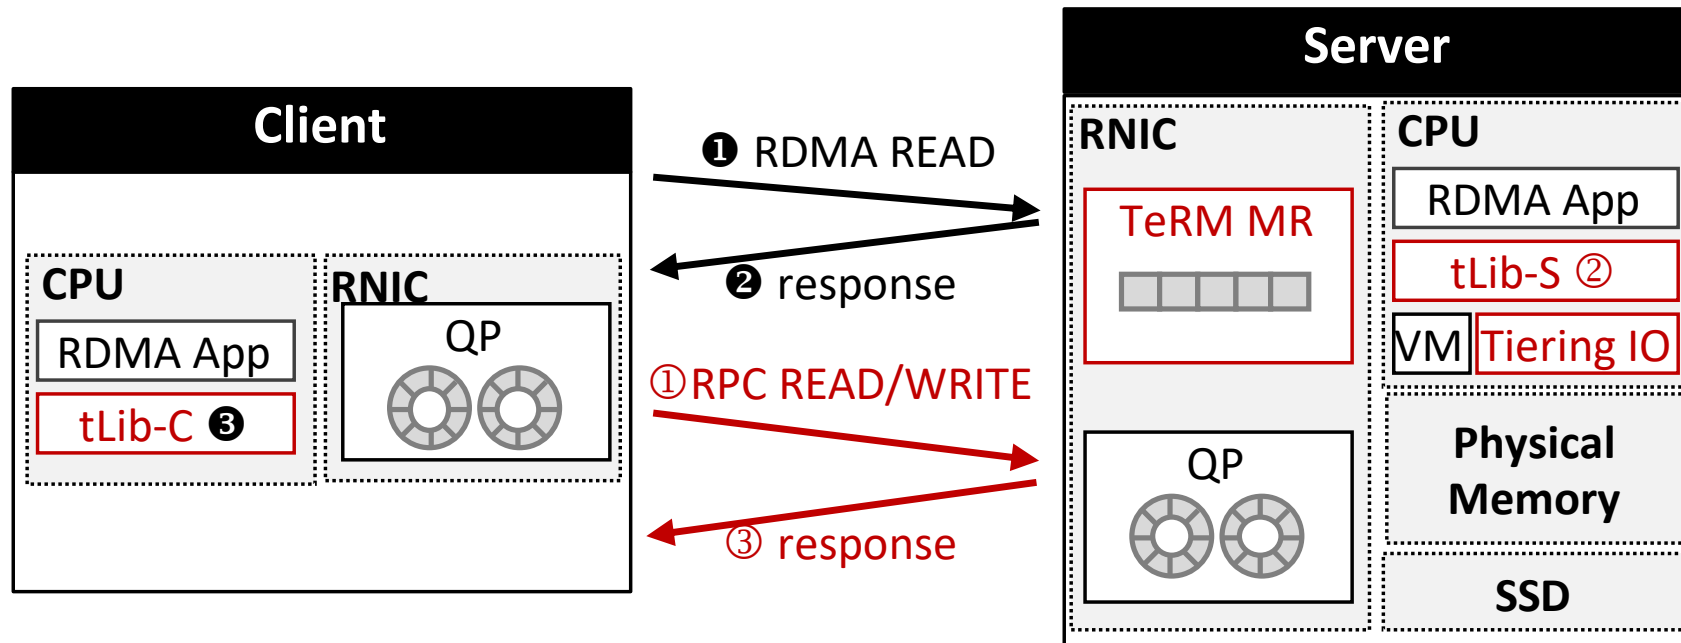 Client
CPU
RDMA App
tLib-C ❸
RNIC
QP
❶ RDMA READ
❷ response
①RPC READ/WRITE
③ response
Server
RNIC
TeRM MR
QP
CPU
RDMA App
tLib-S ②
VM
Tiering IO
Physical
Memory
SSD